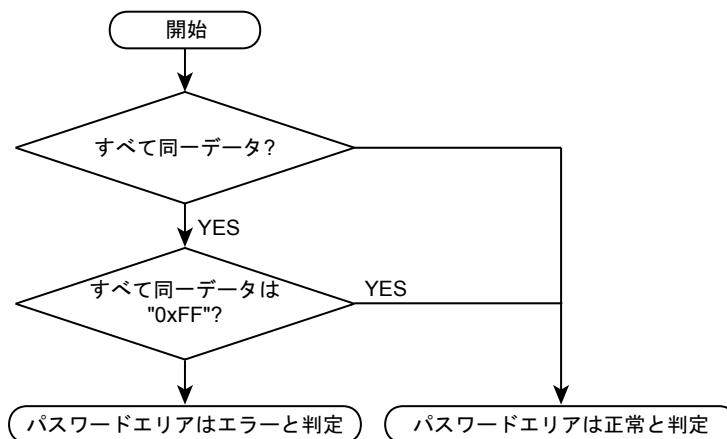 開始
すべて同一データ?
YES
すべて同一データは
"0xFF"?
YES
パスワードエリアはエラーと判定
パスワードエリアは正常と判定